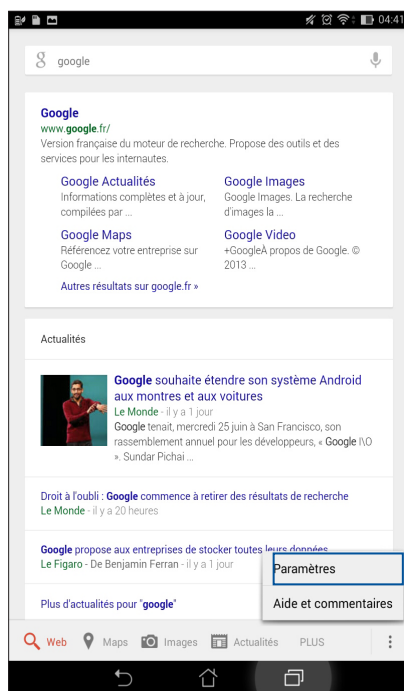 04:41
google
Google
www.google.fr/
Version française du moteur de recherche. Propose des outils et des
services pour les internautes.
Google Actualités
Informations complètes et à jour,
compilées par ...
Google Images
Google Images. La recherche
d'images la ...
Google Maps
Référencez votre entreprise sur
Google ...
Google Video
+GoogleÀ propos de Google. ©
2013 ...
Autres résultats sur google.fr »
Actualités
Google souhaite étendre son système Android
aux montres et aux voitures
Le Monde - il y a 1 jour
Google tenait, mercredi 25 juin à San Francisco, son
rassemblement annuel pour les développeurs, « Google I\O
». Sundar Pichai ...
Droit à l'oubli : Google commence à retirer des résultats de recherche
Le Monde - il y a 20 heures
Google propose aux entreprises de stocker toutes leurs données
Le Figaro - De Benjamin Ferran - il y a 1 jour
Paramètres
Plus d'actualités pour "google"
Aide et commentaires
Web Maps Images Actualités PLUS